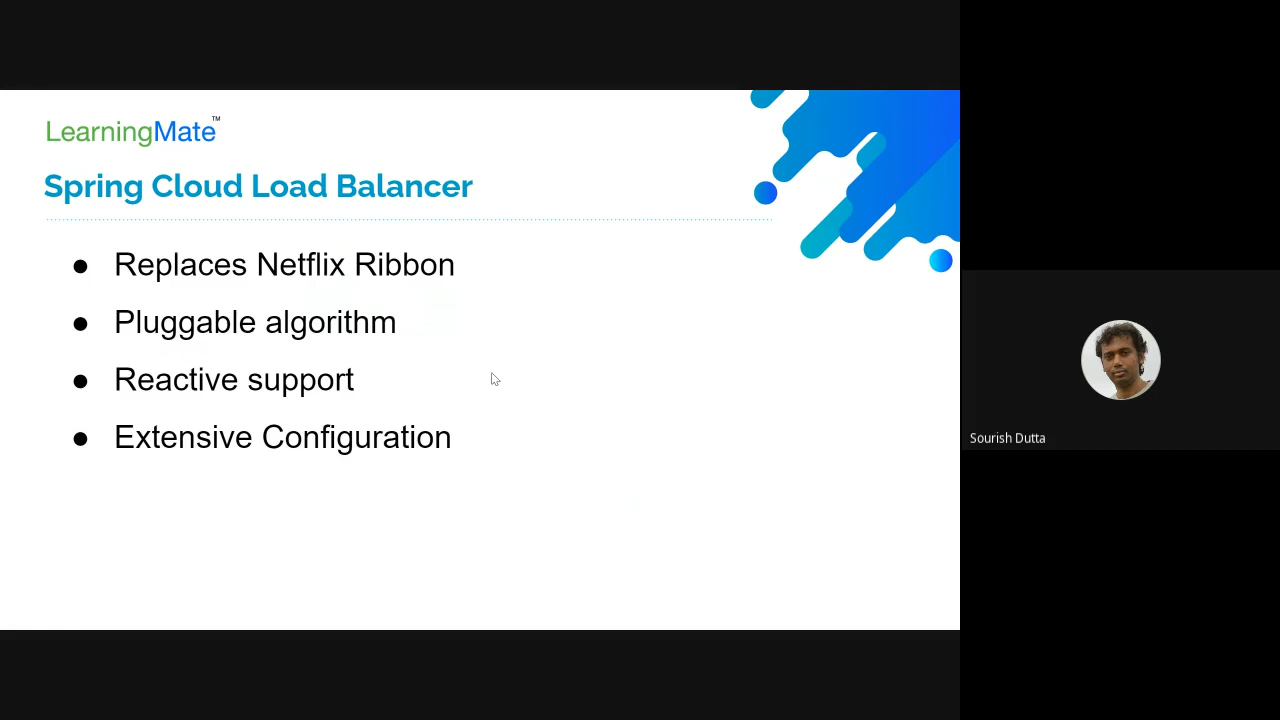 LearningMate™
Spring Cloud Load Balancer
● Replaces Netflix Ribbon
● Pluggable algorithm
● Reactive support
● Extensive Configuration
Sourish Dutta